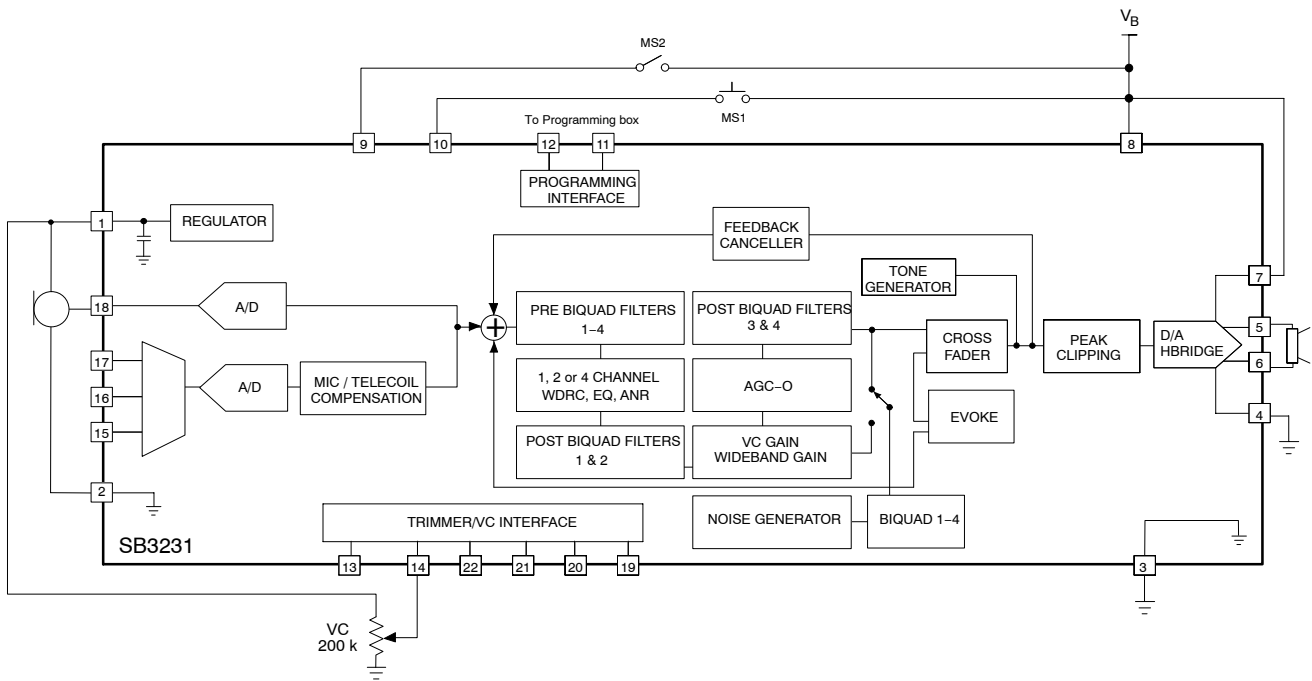 V_B
MS2
MS1
To Programming box
9
10
12
11
8
PROGRAMMING
INTERFACE
1
REGULATOR
FEEDBACK
CANCELLER
TONE
GENERATOR
7
18
A/D
+
PRE BIQUAD FILTERS
1−4
POST BIQUAD FILTERS
3 & 4
CROSS
FADER
PEAK
CLIPPING
D/A
HBRIDGE
5
6
17
16
15
A/D
MIC / TELECOIL
COMPENSATION
1, 2 or 4 CHANNEL
WDRC, EQ, ANR
AGC−O
EVOKE
4
POST BIQUAD FILTERS
1 & 2
VC GAIN
WIDEBAND GAIN
2
TRIMMER/VC INTERFACE
NOISE GENERATOR
BIQUAD 1−4
SB3231
13
14
22
21
20
19
3
VC
200 k